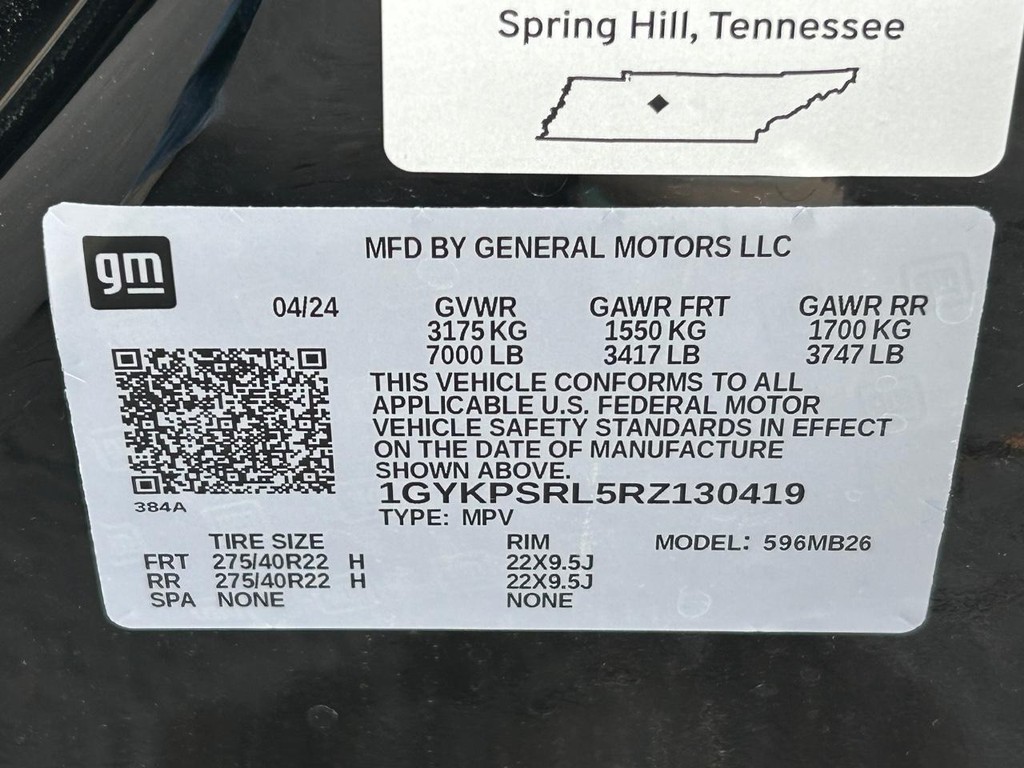 Spring Hill, Tennessee
gm
MFD BY GENERAL MOTORS LLC
04/24 GVWR GAWR FRT GAWR RR
3175 KG 1550 KG 1700 KG
7000 LB 3417 LB 3747 LB
THIS VEHICLE CONFORMS TO ALL
APPLICABLE U.S. FEDERAL MOTOR
VEHICLE SAFETY STANDARDS IN EFFECT
ON THE DATE OF MANUFACTURE
SHOWN ABOVE.
1GYKPSRL5RZ130419
384A
TYPE: MPV
TIRE SIZE RIM MODEL: 596MB26
FRT 275/40R22 H 22X9.5J
RR 275/40R22 H 22X9.5J
SPA NONE NONE